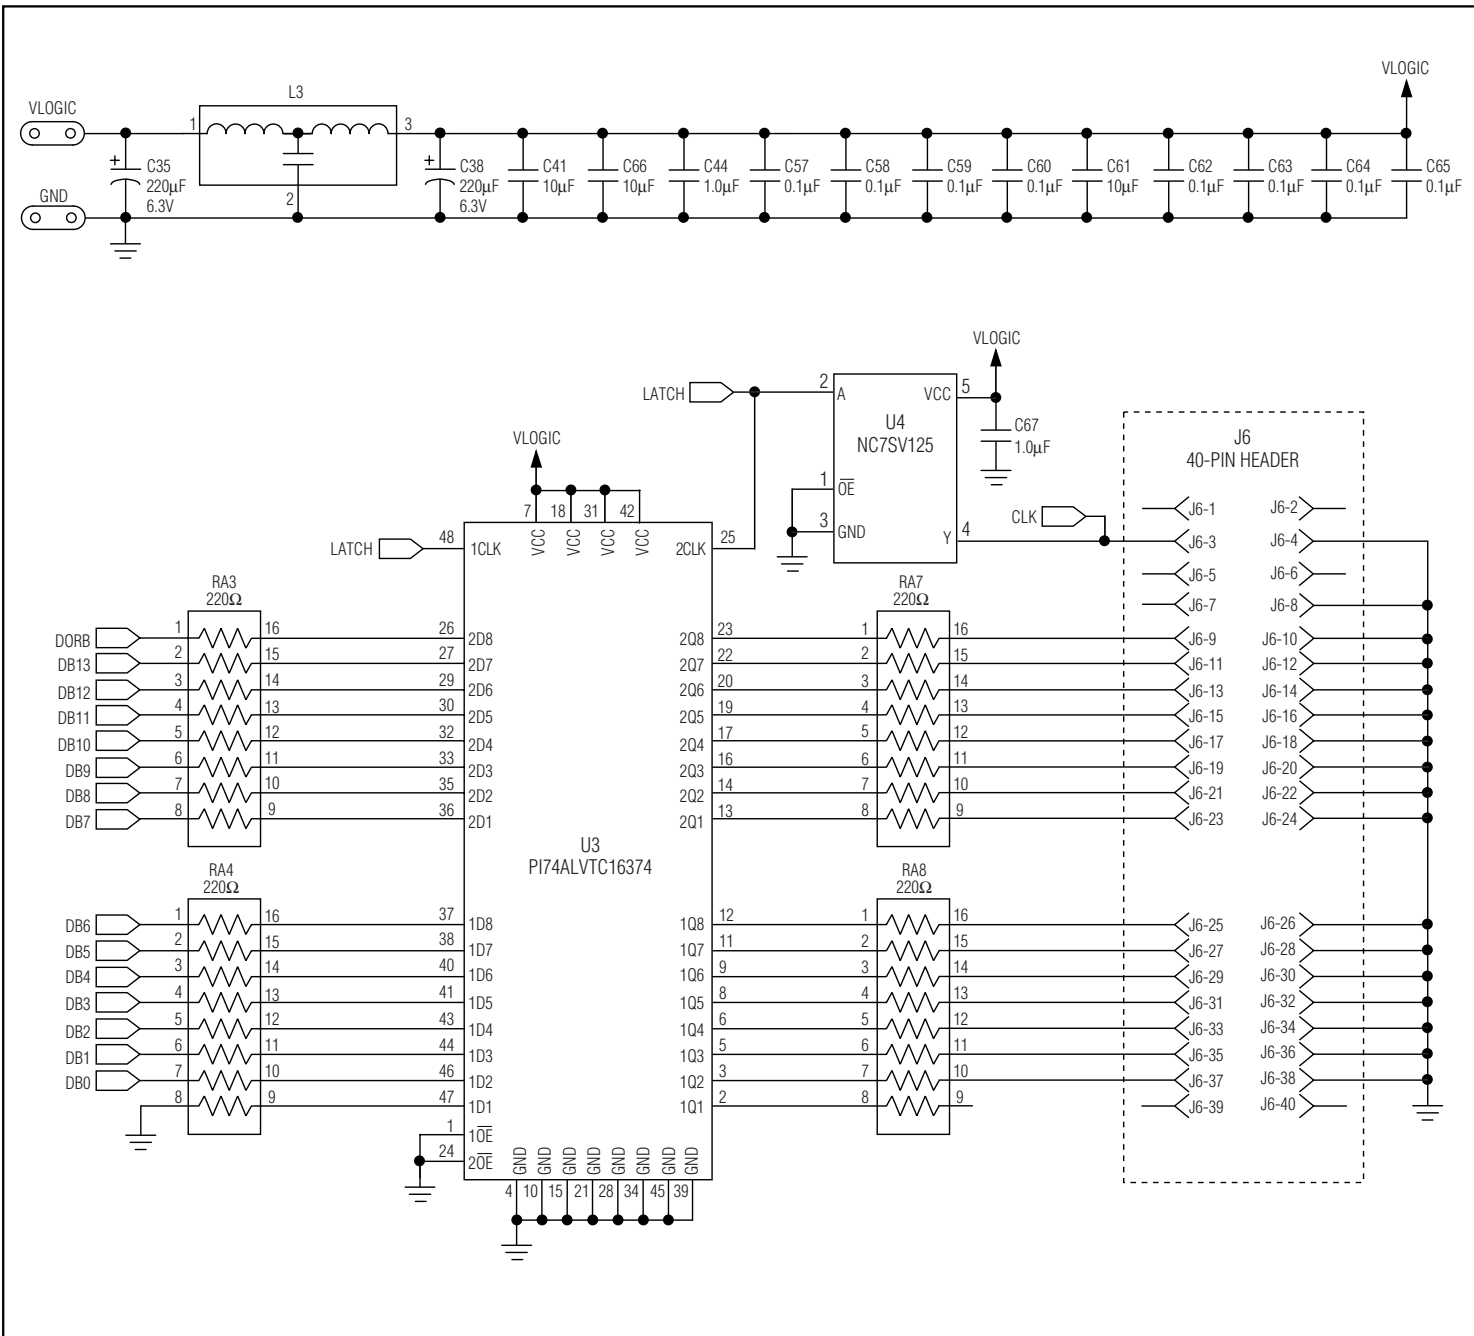 VLOGIC
GND
1
L3
3
2
+
C35
220µF
6.3V
+
C38
220µF
6.3V
C41
10µF
C66
10µF
C44
1.0µF
C57
0.1µF
C58
0.1µF
C59
0.1µF
C60
0.1µF
C61
10µF
C62
0.1µF
C63
0.1µF
C64
0.1µF
C65
0.1µF
VLOGIC
LATCH
2
A
VCC
5
U4
NC7SV125
1
OE
3
GND
Y
4
VLOGIC
C67
1.0µF
CLK
J6
40-PIN HEADER
VLOGIC
7 18 31 42
VCC VCC VCC VCC
LATCH
48
1CLK
2CLK
25
U3
PI74ALVTC16374
RA3
220Ω
DORB 1 16 26 2D8
DB13 2 15 27 2D7
DB12 3 14 29 2D6
DB11 4 13 30 2D5
DB10 5 12 32 2D4
DB9 6 11 33 2D3
DB8 7 10 35 2D2
DB7 8 9 36 2D1
RA4
220Ω
DB6 1 16 37 1D8
DB5 2 15 38 1D7
DB4 3 14 40 1D6
DB3 4 13 41 1D5
DB2 5 12 43 1D4
DB1 6 11 44 1D3
DB0 7 10 46 1D2
8 9 47 1D1
1 1OE
24 2OE
GND GND GND GND GND GND GND GND
4 10 15 21 28 34 45 39
RA7
220Ω
2Q8 23 1 16
2Q7 22 2 15
2Q6 20 3 14
2Q5 19 4 13
2Q4 17 5 12
2Q3 16 6 11
2Q2 14 7 10
2Q1 13 8 9
RA8
220Ω
1Q8 12 1 16
1Q7 11 2 15
1Q6 9 3 14
1Q5 8 4 13
1Q4 6 5 12
1Q3 5 6 11
1Q2 3 7 10
1Q1 2 8 9
J6-1 J6-2
J6-3 J6-4
J6-5 J6-6
J6-7 J6-8
J6-9 J6-10
J6-11 J6-12
J6-13 J6-14
J6-15 J6-16
J6-17 J6-18
J6-19 J6-20
J6-21 J6-22
J6-23 J6-24
J6-25 J6-26
J6-27 J6-28
J6-29 J6-30
J6-31 J6-32
J6-33 J6-34
J6-35 J6-36
J6-37 J6-38
J6-39 J6-40